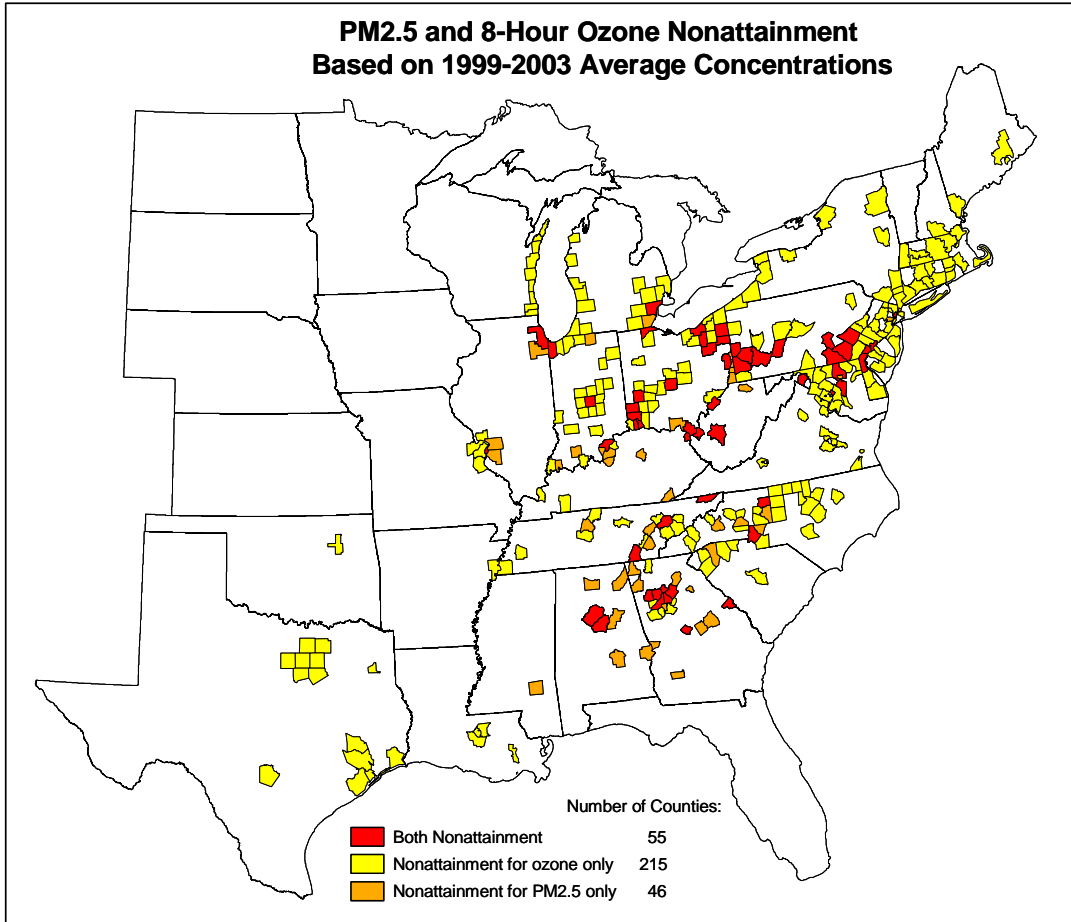 PM2.5 and 8-Hour Ozone Nonattainment
Based on 1999-2003 Average Concentrations
Number of Counties:
Both Nonattainment 55
Nonattainment for ozone only 215
Nonattainment for PM2.5 only 46